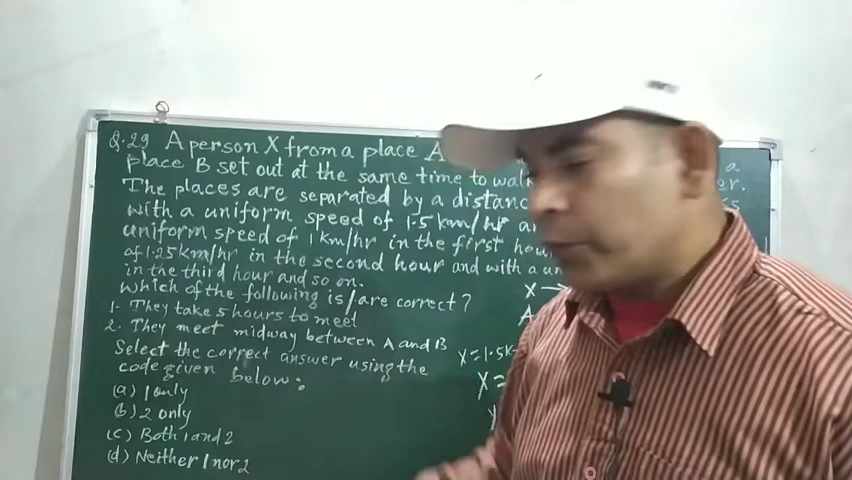 Q.29 A person X from a place A
place B set out at the same time to walk
a
er.
The places are separated by a distanc
with a uniform speed of 1.5 km/hr a
uniform speed of 1 km/hr in the first hou
of 1.25km/hr in the second hour and with a un
in the third hour and so on.
which of the following is/are correct?
1. They take 5 hours to meet
2. They meet midway between A and B
Select the correct answer using the
code given below:
(a) 1 only
(b) 2 only
(c) Both 1 and 2
(d) Neither 1 nor 2
X →
A
X = 1.5k
X =